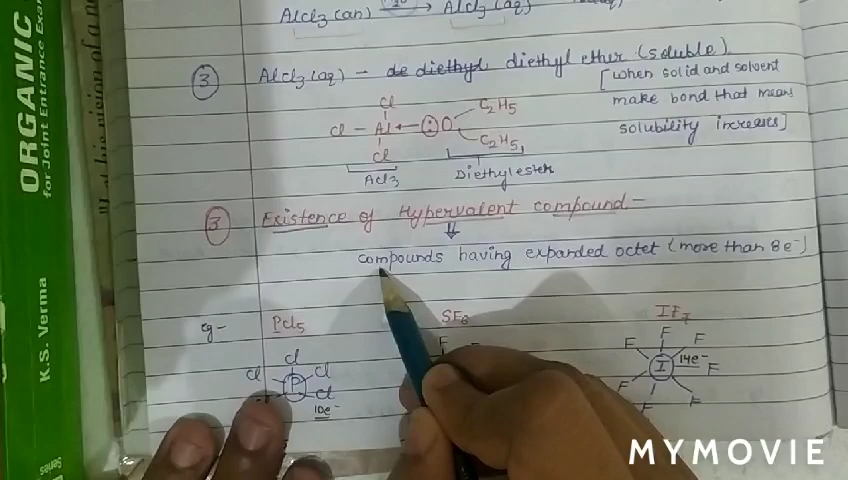 AlCl3 (an) → AlCl3 (aq)
③ AlCl3 (aq) - de diethyd diethyl ether (soluble).
[when solid and solvent
make bond that means
solubility increases]
Cl
Cl - Al ← O
C2H5
C2H5
Cl
AlCl3
Diethylester
③ Existence of Hypervalent compound -
compounds having expanded octet (more than 8e-)
eg - PCl5 SF6 IF7
Cl
Cl P Cl
Cl
10e-
F
F F
F I 14e- F
F F
F
ORGANIC
for Joint Entrance Exam
K.S. Verma
Series
MYMOVIE